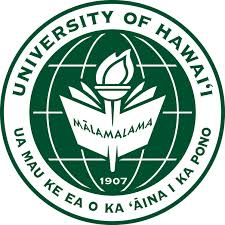 UNIVERSITY OF HAWAIʻI
MĀLAMALAMA
1907
UA MAU KE EA O KA ʻĀINA I KA PONO